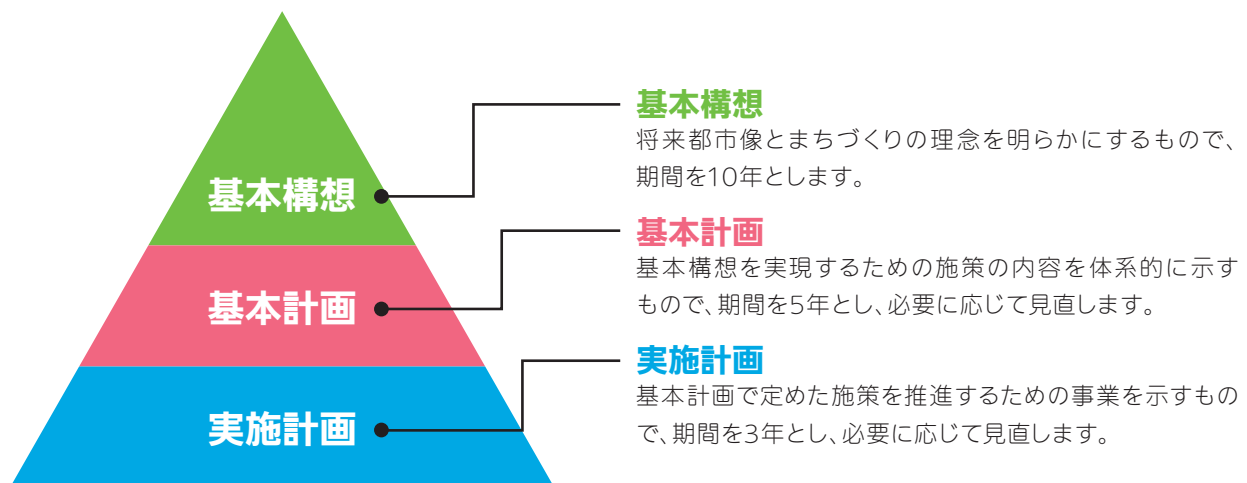 基本構想
基本計画
実施計画
基本構想
将来都市像とまちづくりの理念を明らかにするもので、
期間を10年とします。
基本計画
基本構想を実現するための施策の内容を体系的に示す
もので、期間を5年とし、必要に応じて見直します。
実施計画
基本計画で定めた施策を推進するための事業を示すもの
で、期間を3年とし、必要に応じて見直します。